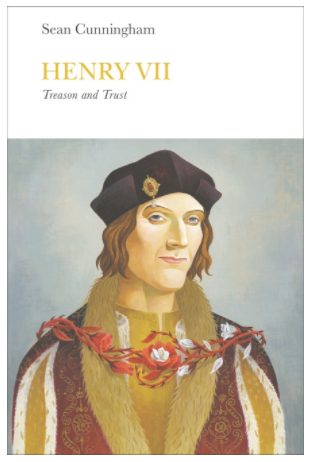 Sean Cunningham
HENRY VII
Treason and Trust